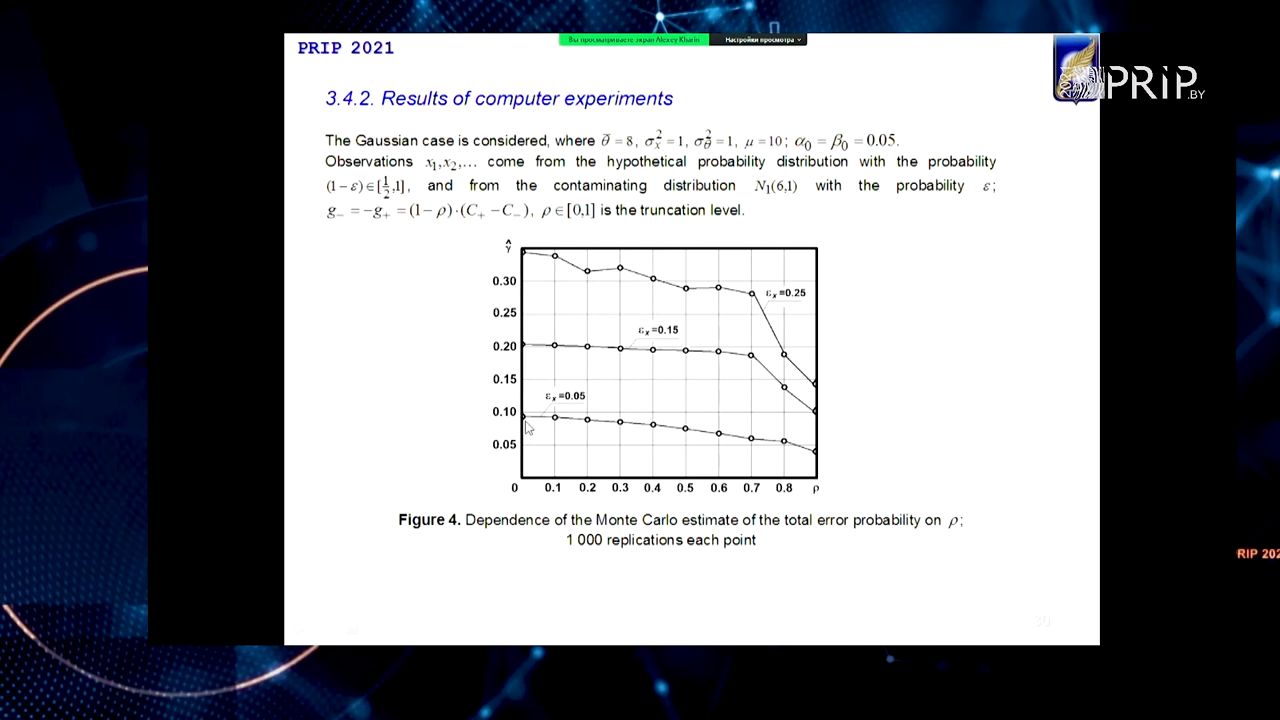 PRIP 2021
Вы просматриваете экран Alexey Kharin
Настройки просмотра
PRIP
.BY
3.4.2. Results of computer experiments
The Gaussian case is considered, where θ̄ = 8, σₓ² = 1, σ_θ² = 1, μ = 10; α₀ = β₀ = 0.05.
Observations x₁, x₂, … come from the hypothetical probability distribution with the probability
(1 − ε) ∈ [½, 1], and from the contaminating distribution N₁(6,1) with the probability ε;
g₋ = −g₊ = (1 − ρ)·(C₊ − C₋), ρ ∈ [0,1] is the truncation level.
γ̂
0.30
0.25
0.20
0.15
0.10
0.05
εₓ=0.25
εₓ=0.15
εₓ=0.05
0 0.1 0.2 0.3 0.4 0.5 0.6 0.7 0.8 ρ
Figure 4. Dependence of the Monte Carlo estimate of the total error probability on ρ;
1 000 replications each point
30
RIP 202